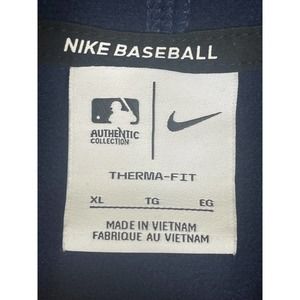 NIKE BASEBALL
AUTHENTIC
COLLECTION
THERMA-FIT
XL TG EG
MADE IN VIETNAM
FABRIQUE AU VIETNAM